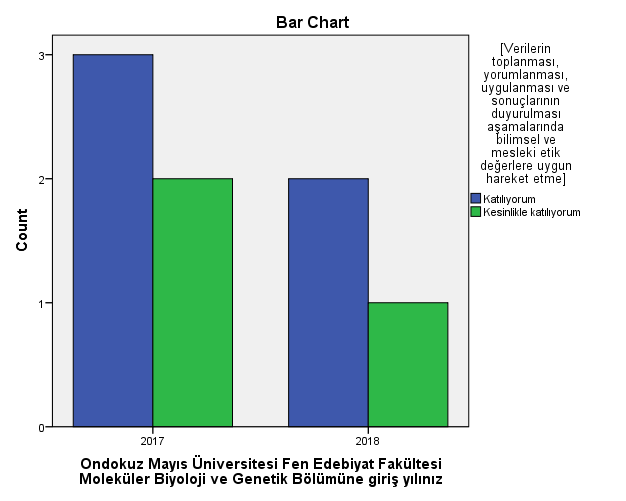 Bar Chart
[Verilerin
toplanması,
yorumlanması,
uygulanması ve
sonuçlarının
duyurulması
aşamalarında
bilimsel ve
mesleki etik
değerlere uygun
hareket etme]
Katılıyorum
Kesinlikle katılıyorum
Count
3
2
1
0
2017
2018
Ondokuz Mayıs Üniversitesi Fen Edebiyat Fakültesi
Moleküler Biyoloji ve Genetik Bölümüne giriş yılınız